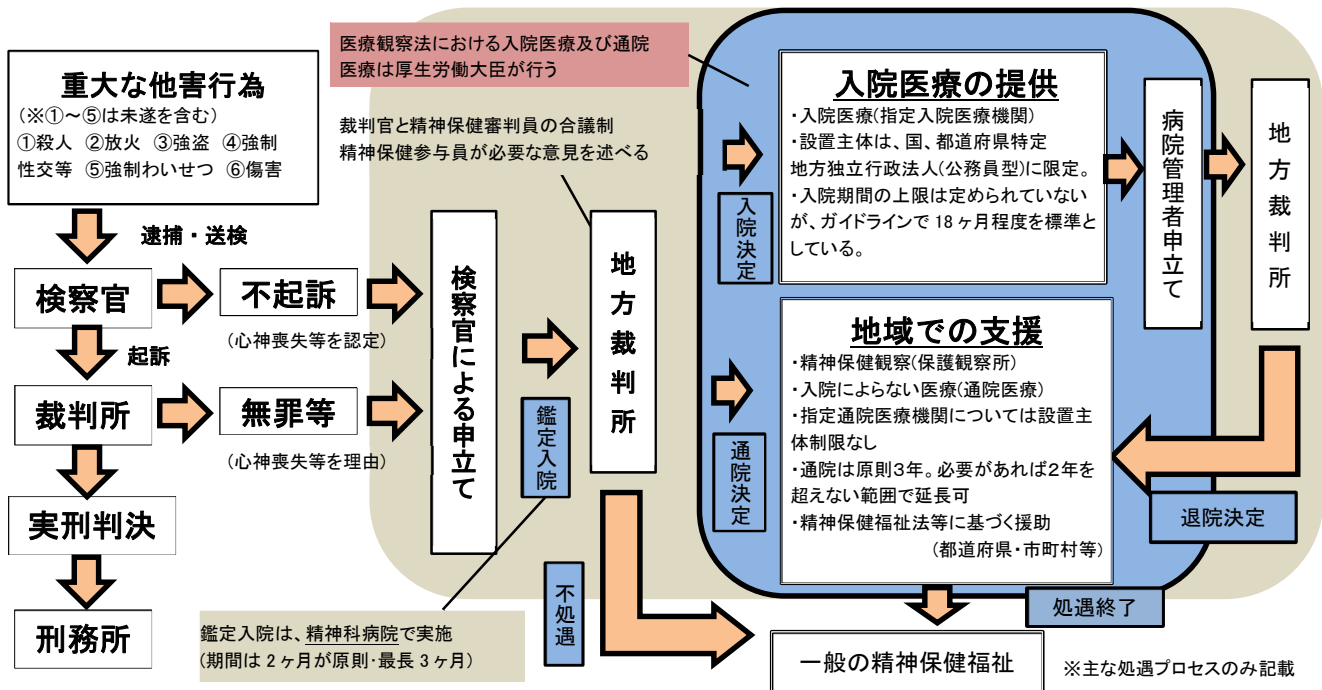 重大な他害行為
(※①～⑤は未遂を含む)
①殺人 ②放火 ③強盗 ④強制
性交等 ⑤強制わいせつ ⑥傷害
逮捕・送検
検察官
起訴
裁判所
実刑判決
刑務所
不起訴
(心神喪失等を認定)
無罪等
(心神喪失等を理由)
医療観察法における入院医療及び通院
医療は厚生労働大臣が行う
裁判官と精神保健審判員の合議制
精神保健参与員が必要な意見を述べる
検察官による申立て
鑑定入院
鑑定入院は、精神科病院で実施
(期間は2ヶ月が原則・最長3ヶ月)
地方裁判所
入院決定
通院決定
不処遇
入院医療の提供
・入院医療(指定入院医療機関)
・設置主体は、国、都道府県特定
地方独立行政法人(公務員型)に限定。
・入院期間の上限は定められていない
が、ガイドラインで18ヶ月程度を標準と
している。
地域での支援
・精神保健観察(保護観察所)
・入院によらない医療(通院医療)
・指定通院医療機関については設置主
体制限なし
・通院は原則3年。必要があれば2年を
超えない範囲で延長可
・精神保健福祉法等に基づく援助
(都道府県・市町村等)
病院管理者申立て
地方裁判所
退院決定
処遇終了
一般の精神保健福祉
※主な処遇プロセスのみ記載